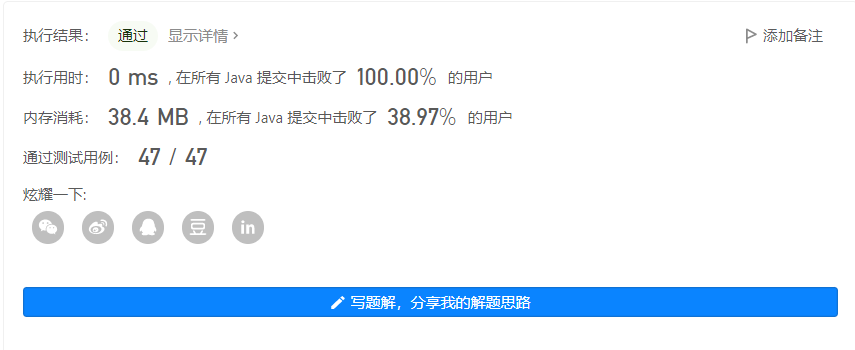 执行结果： 通过 显示详情 › 添加备注
执行用时： 0 ms , 在所有 Java 提交中击败了 100.00% 的用户
内存消耗： 38.4 MB , 在所有 Java 提交中击败了 38.97% 的用户
通过测试用例： 47 / 47
炫耀一下:
豆 in
写题解，分享我的解题思路